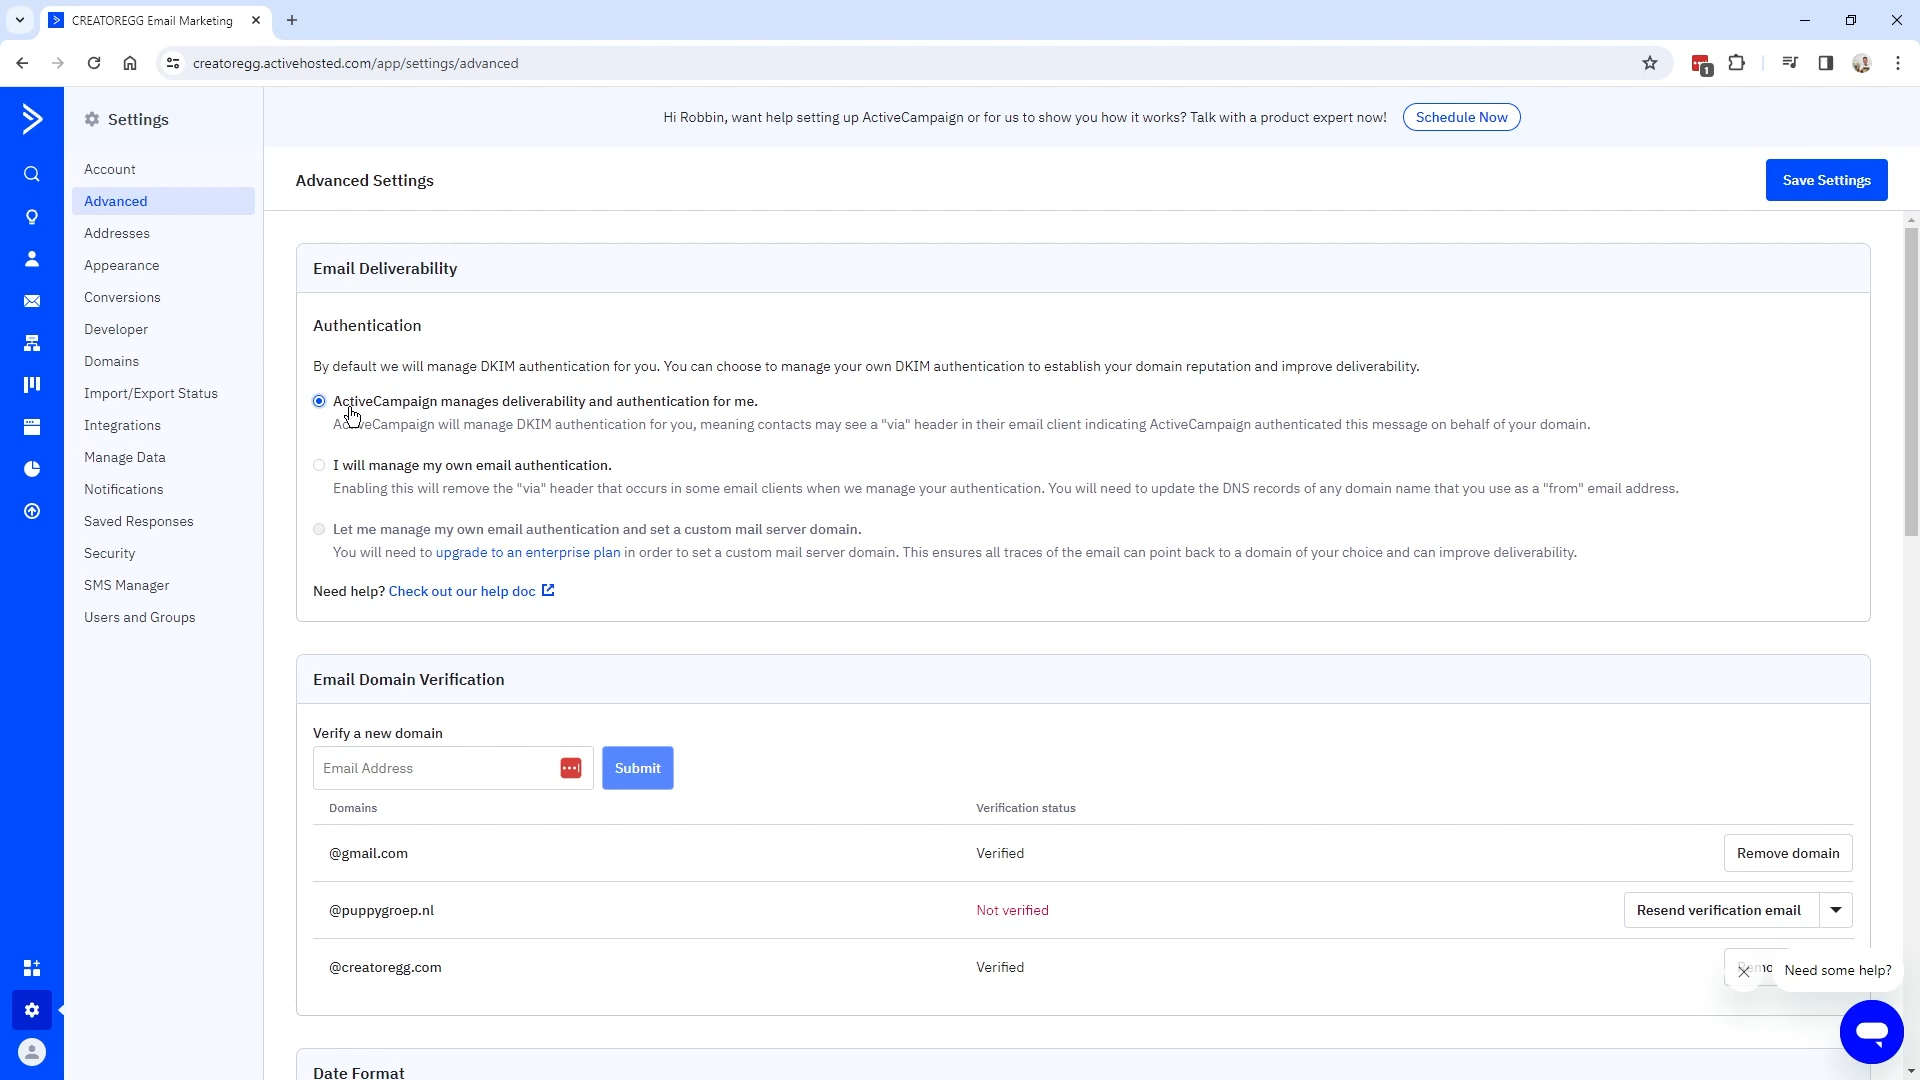 CREATOREGG Email Marketing
creatoregg.activehosted.com/app/settings/advanced
1
Settings
Account
Advanced
Addresses
Appearance
Conversions
Developer
Domains
Import/Export Status
Integrations
Manage Data
Notifications
Saved Responses
Security
SMS Manager
Users and Groups
Hi Robbin, want help setting up ActiveCampaign or for us to show you how it works? Talk with a product expert now!
Schedule Now
Advanced Settings
Save Settings
Email Deliverability
Authentication
By default we will manage DKIM authentication for you. You can choose to manage your own DKIM authentication to establish your domain reputation and improve deliverability.
ActiveCampaign manages deliverability and authentication for me.
ActiveCampaign will manage DKIM authentication for you, meaning contacts may see a "via" header in their email client indicating ActiveCampaign authenticated this message on behalf of your domain.
I will manage my own email authentication.
Enabling this will remove the "via" header that occurs in some email clients when we manage your authentication. You will need to update the DNS records of any domain name that you use as a "from" email address.
Let me manage my own email authentication and set a custom mail server domain.
You will need to upgrade to an enterprise plan in order to set a custom mail server domain. This ensures all traces of the email can point back to a domain of your choice and can improve deliverability.
Need help? Check out our help doc
Email Domain Verification
Verify a new domain
Email Address
Submit
Domains Verification status
@gmail.com Verified Remove domain
@puppygroep.nl Not verified Resend verification email
@creatoregg.com Verified
Need some help?
Date Format